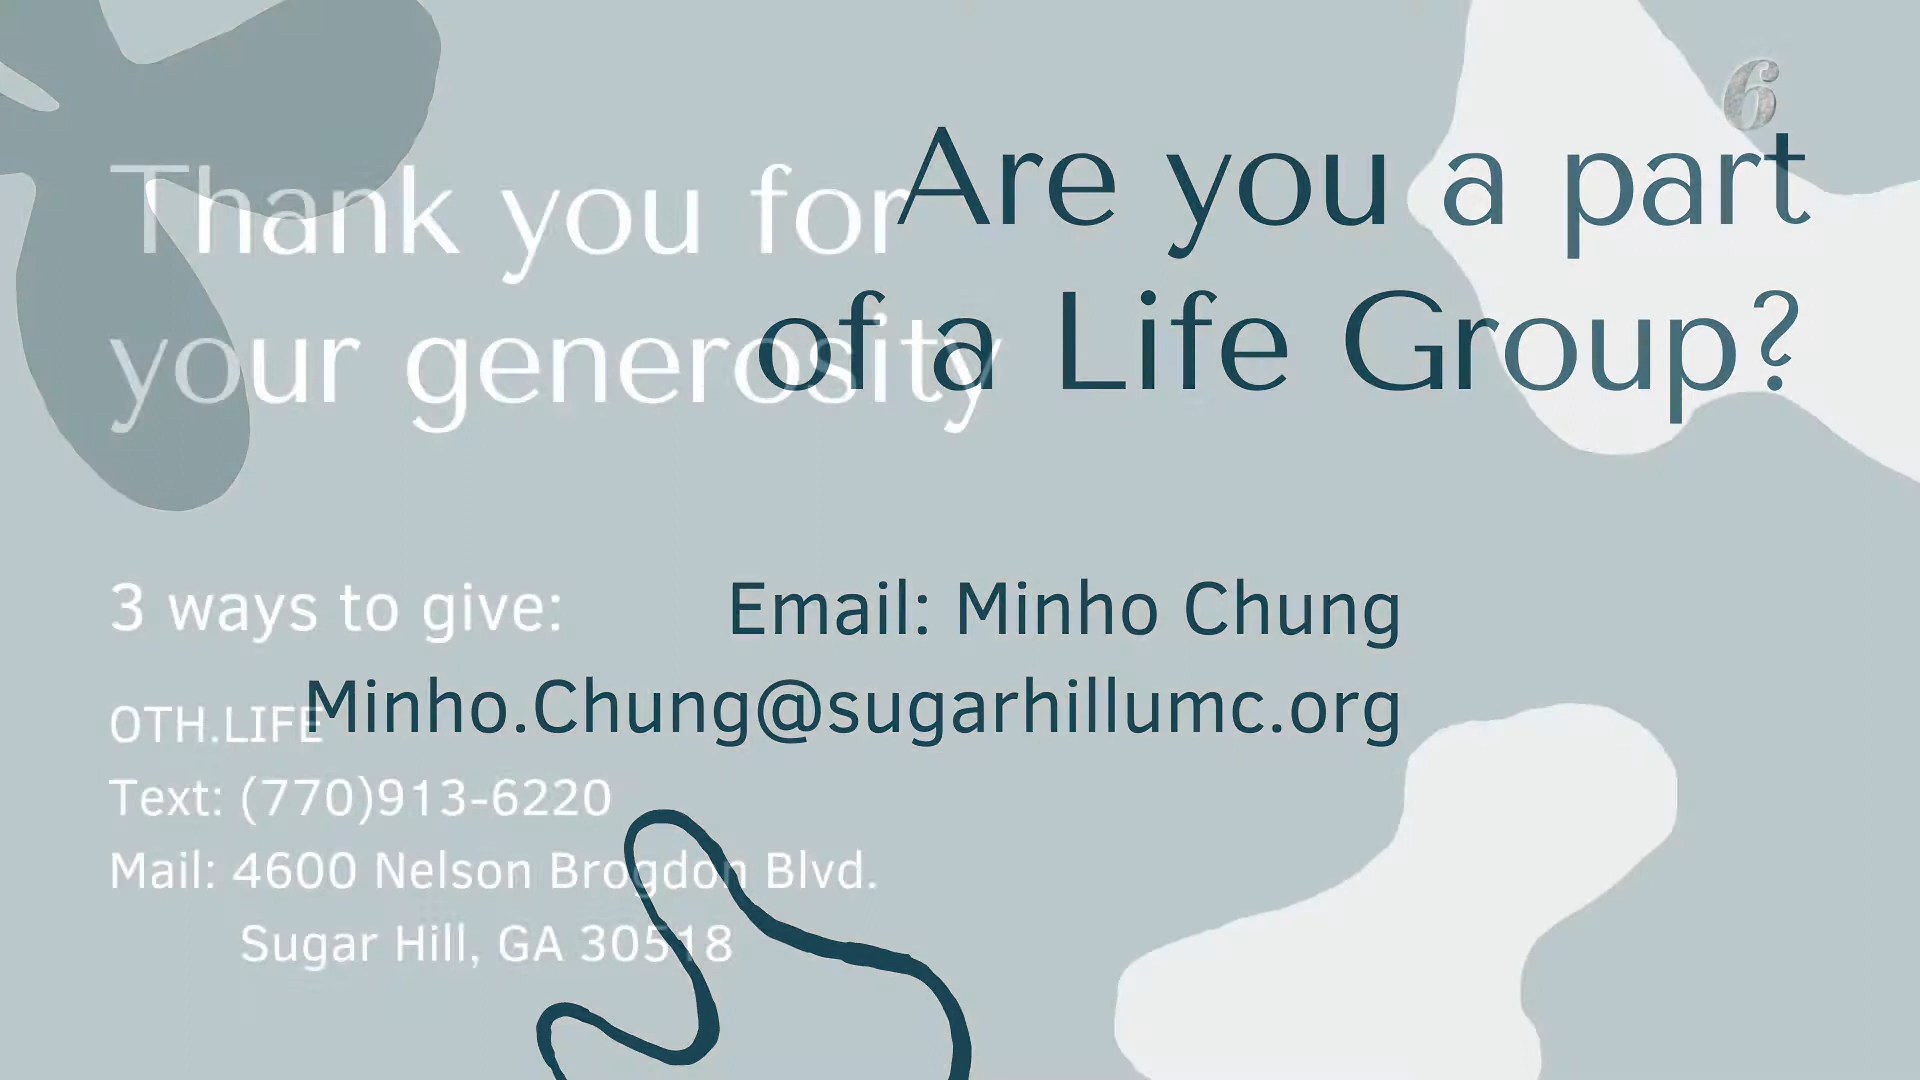 6
Thank you for
your generosity
3 ways to give:
OTH.LIFE
Text: (770)913-6220
Mail: 4600 Nelson Brogdon Blvd.
Sugar Hill, GA 30518
Are you a part
of a Life Group?
Email: Minho Chung
Minho.Chung@sugarhillumc.org